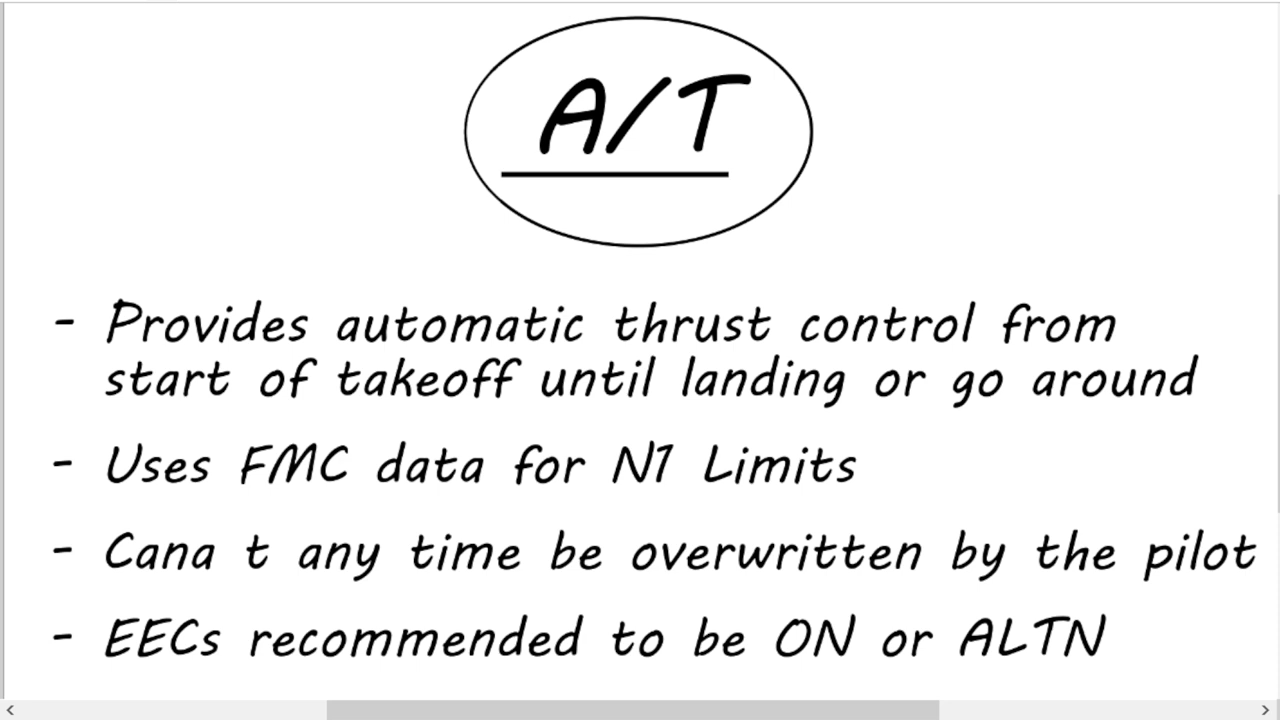 A/T
- Provides automatic thrust control from
start of takeoff until landing or go around
- Uses FMC data for N1 Limits
- Cana t any time be overwritten by the pilot
- EECs recommended to be ON or ALTN